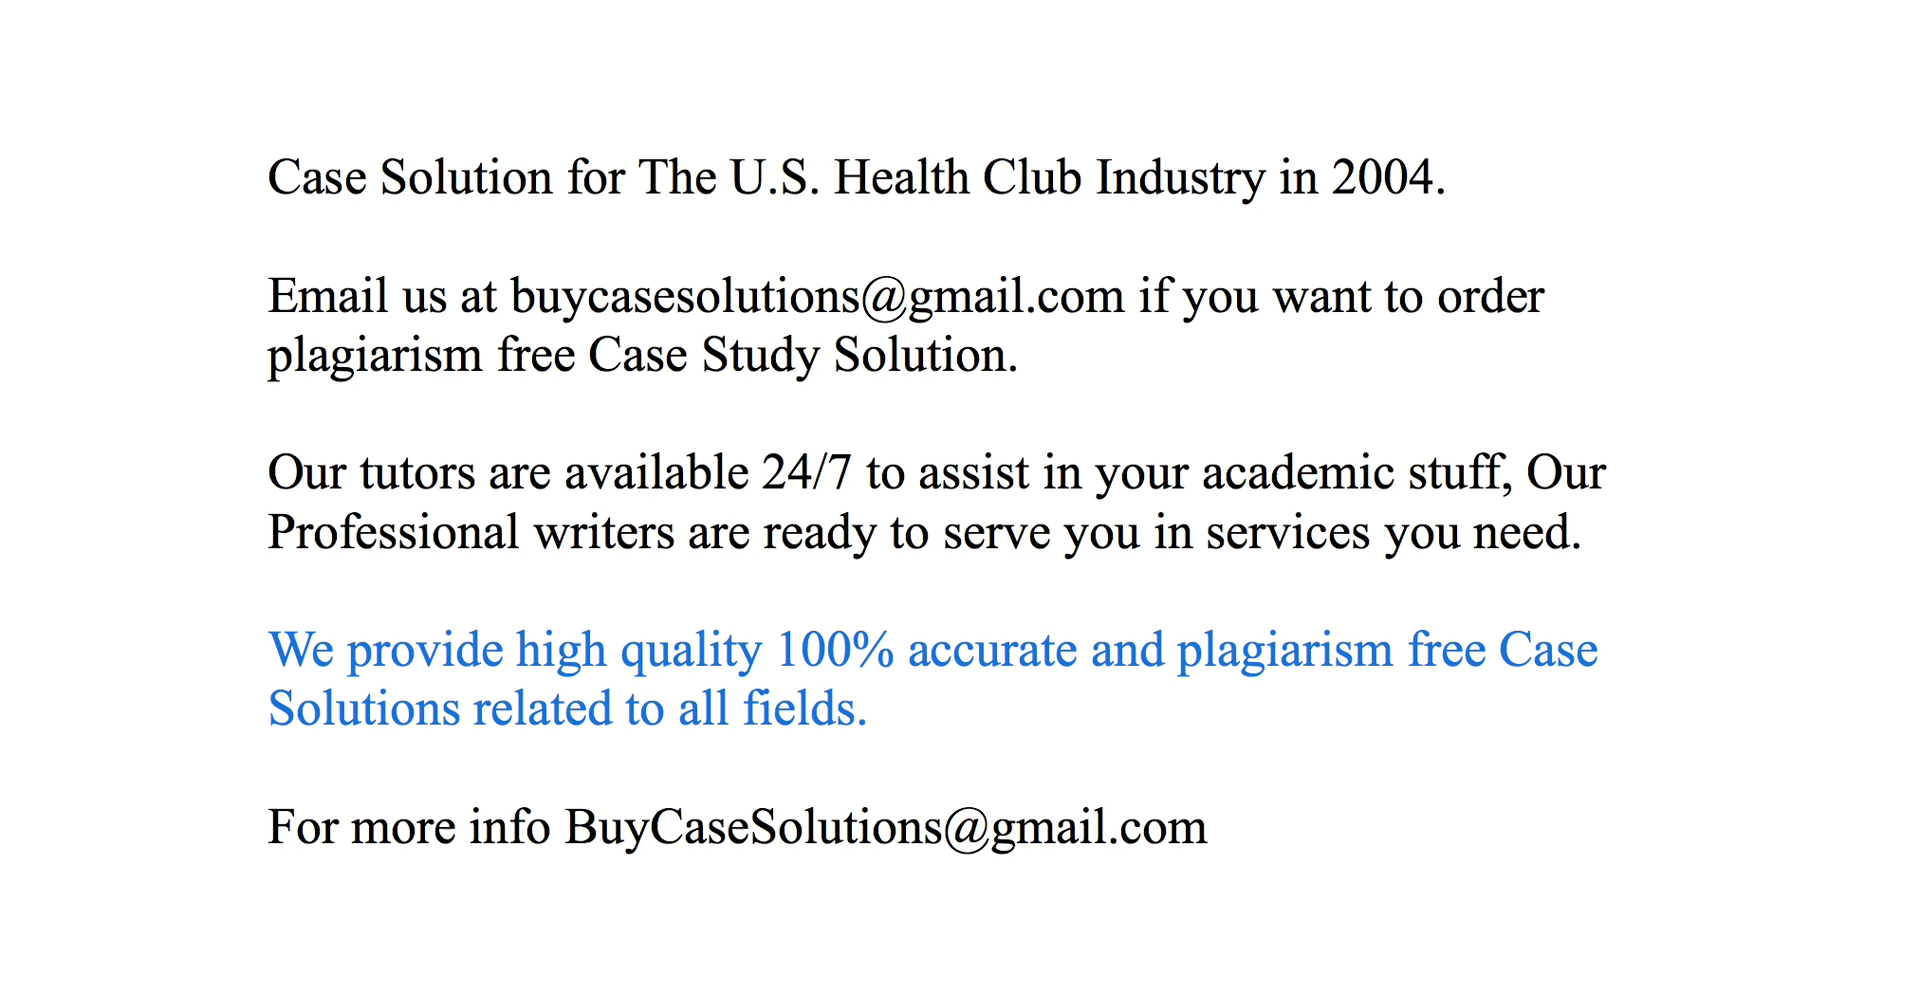 Case Solution for The U.S. Health Club Industry in 2004.
Email us at buycasesolutions@gmail.com if you want to order
plagiarism free Case Study Solution.
Our tutors are available 24/7 to assist in your academic stuff, Our
Professional writers are ready to serve you in services you need.
We provide high quality 100% accurate and plagiarism free Case
Solutions related to all fields.
For more info BuyCaseSolutions@gmail.com